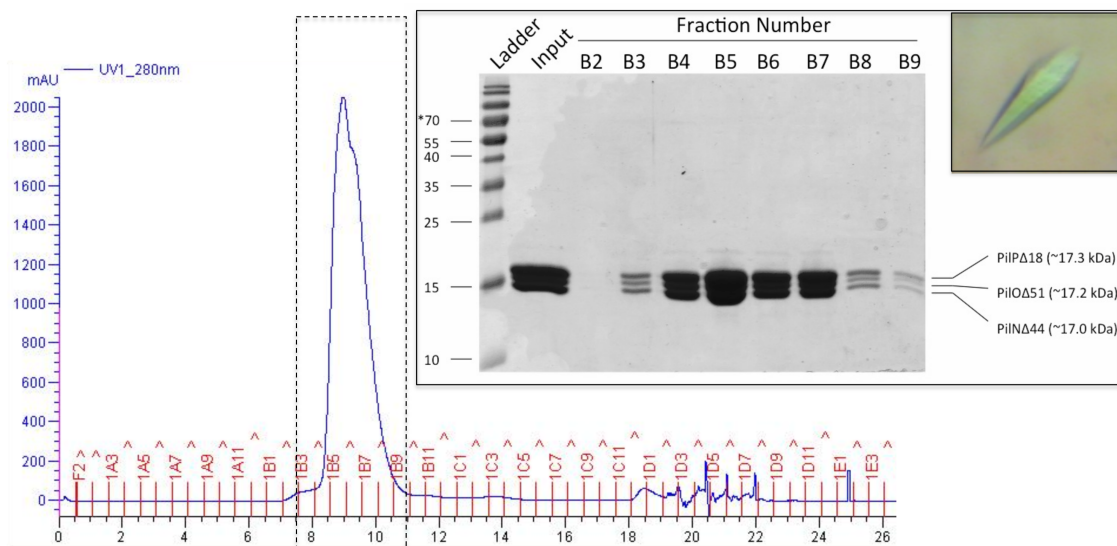 UV1_280nm
mAU
2000
1800
1600
1400
1200
1000
800
600
400
200
0
F2 1A3 1A5 1A7 1A9 1A11 1B1 1B3 1B5 1B7 1B9 1B11 1C1 1C3 1C5 1C7 1C9 1C11 1D1 1D3 1D5 1D7 1D9 1D11 1E1 1E3
0 2 4 6 8 10 12 14 16 18 20 22 24 26
Fraction Number
Ladder Input B2 B3 B4 B5 B6 B7 B8 B9
*70
55
40
35
25
15
10
PilPΔ18 (~17.3 kDa)
PilOΔ51 (~17.2 kDa)
PilNΔ44 (~17.0 kDa)